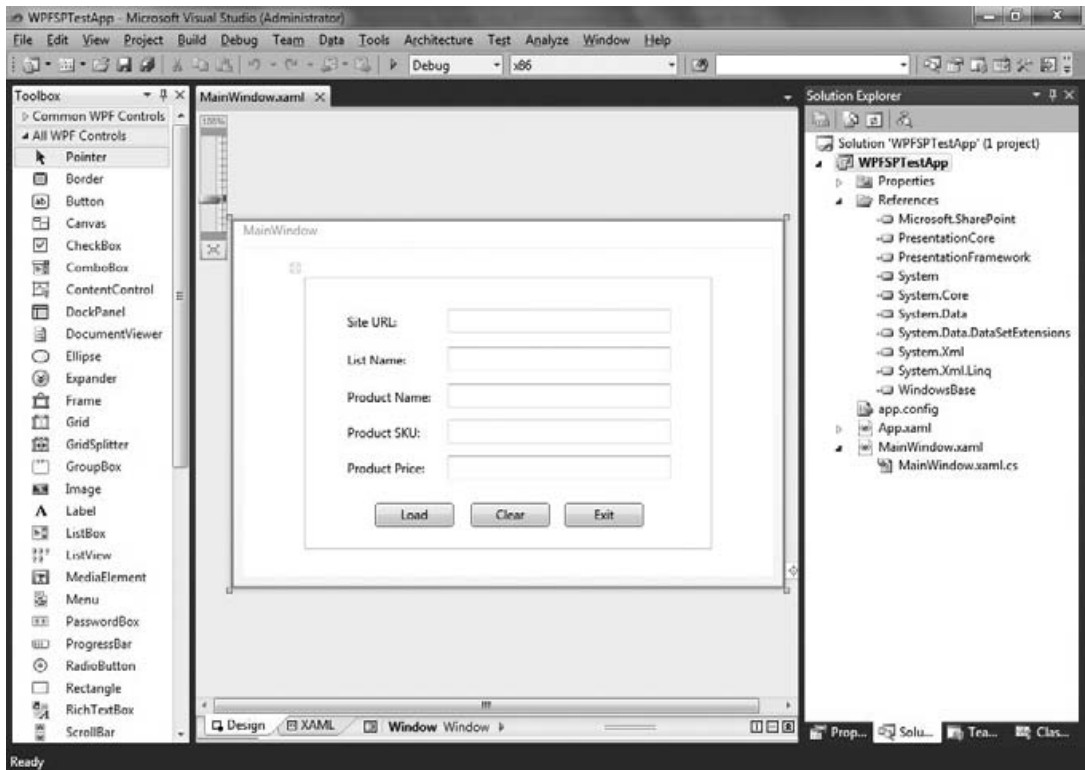 WPFSPTestApp - Microsoft Visual Studio (Administrator)
File Edit View Project Build Debug Team Data Tools Architecture Test Analyze Window Help
Debug x86
Toolbox
Common WPF Controls
All WPF Controls
Pointer
Border
Button
Canvas
CheckBox
ComboBox
ContentControl
DockPanel
DocumentViewer
Ellipse
Expander
Frame
Grid
GridSplitter
GroupBox
Image
Label
ListBox
ListView
MediaElement
Menu
PasswordBox
ProgressBar
RadioButton
Rectangle
RichTextBox
ScrollBar
MainWindow.xaml
100%
MainWindow
Site URL:
List Name:
Product Name:
Product SKU:
Product Price:
Load Clear Exit
Design XAML Window Window
Solution Explorer
Solution 'WPFSPTestApp' (1 project)
WPFSPTestApp
Properties
References
Microsoft.SharePoint
PresentationCore
PresentationFramework
System
System.Core
System.Data
System.Data.DataSetExtensions
System.Xml
System.Xml.Linq
WindowsBase
app.config
App.xaml
MainWindow.xaml
MainWindow.xaml.cs
Prop... Solu... Tea... Clas...
Ready